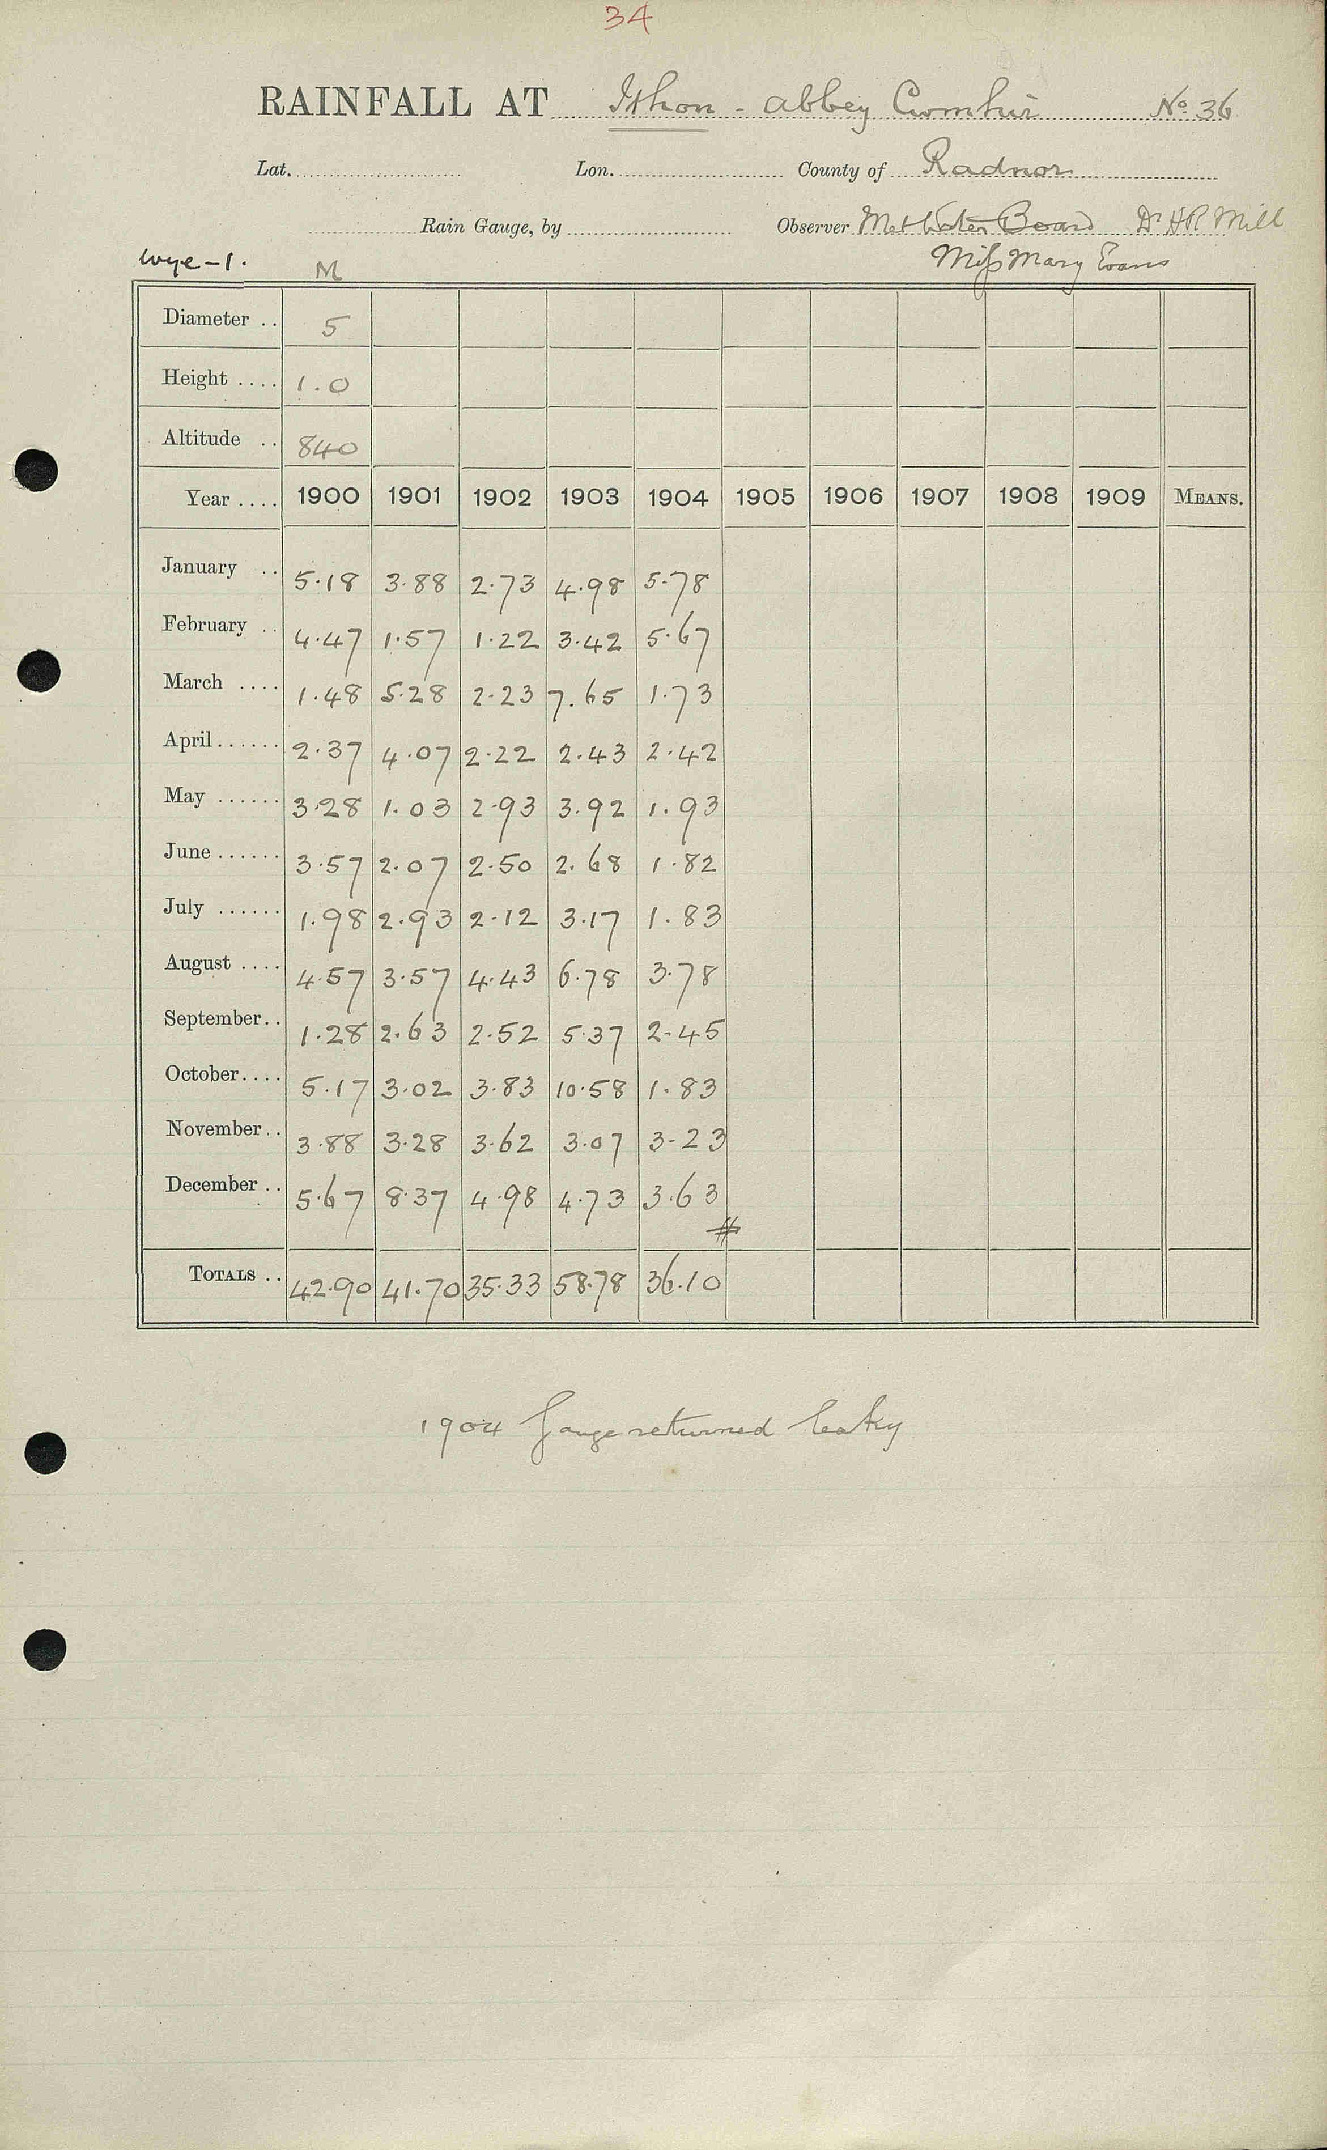 34
RAINFALL AT Ithon - Abbey Cwmhir No. 36
Lat. Lon. County of Radnor
Rain Gauge, by Observer Met Water Board Dr HR Mill
Wye-1. M Miss Mary Evans
Diameter .. 5
Height .... 1.0
Altitude .. 840
Year .... 1900 1901 1902 1903 1904 1905 1906 1907 1908 1909 MEANS.
January .. 5.18 3.88 2.73 4.98 5.78
February .. 4.47 1.57 1.22 3.42 5.67
March .... 1.48 5.28 2.23 7.65 1.73
April...... 2.37 4.07 2.22 2.43 2.42
May ...... 3.28 1.03 2.93 3.92 1.93
June ...... 3.57 2.07 2.50 2.68 1.82
July ...... 1.98 2.93 2.12 3.17 1.83
August .... 4.57 3.57 4.43 6.78 3.78
September.. 1.28 2.63 2.52 5.37 2.45
October.... 5.17 3.02 3.83 10.58 1.83
November.. 3.88 3.28 3.62 3.07 3.23
December .. 5.67 8.37 4.98 4.73 3.63
#
TOTALS .. 42.90 41.70 35.33 58.78 36.10
1904 Gauge returned leaky